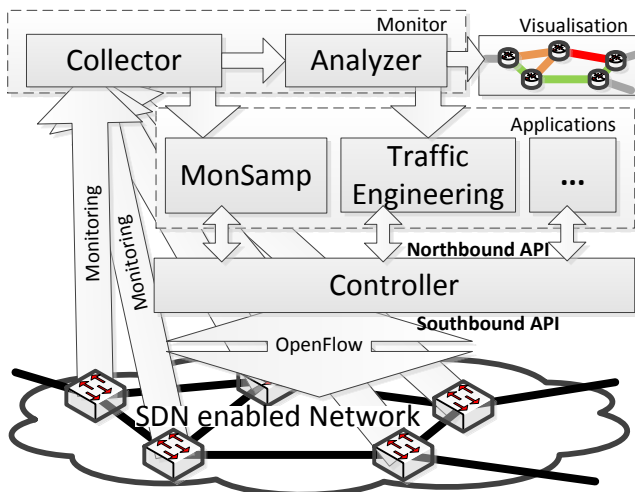 Monitor
Visualisation
Collector
Analyzer
Applications
MonSamp
Traffic
Engineering
...
Monitoring
Monitoring
Northbound API
Controller
Southbound API
OpenFlow
SDN enabled Network